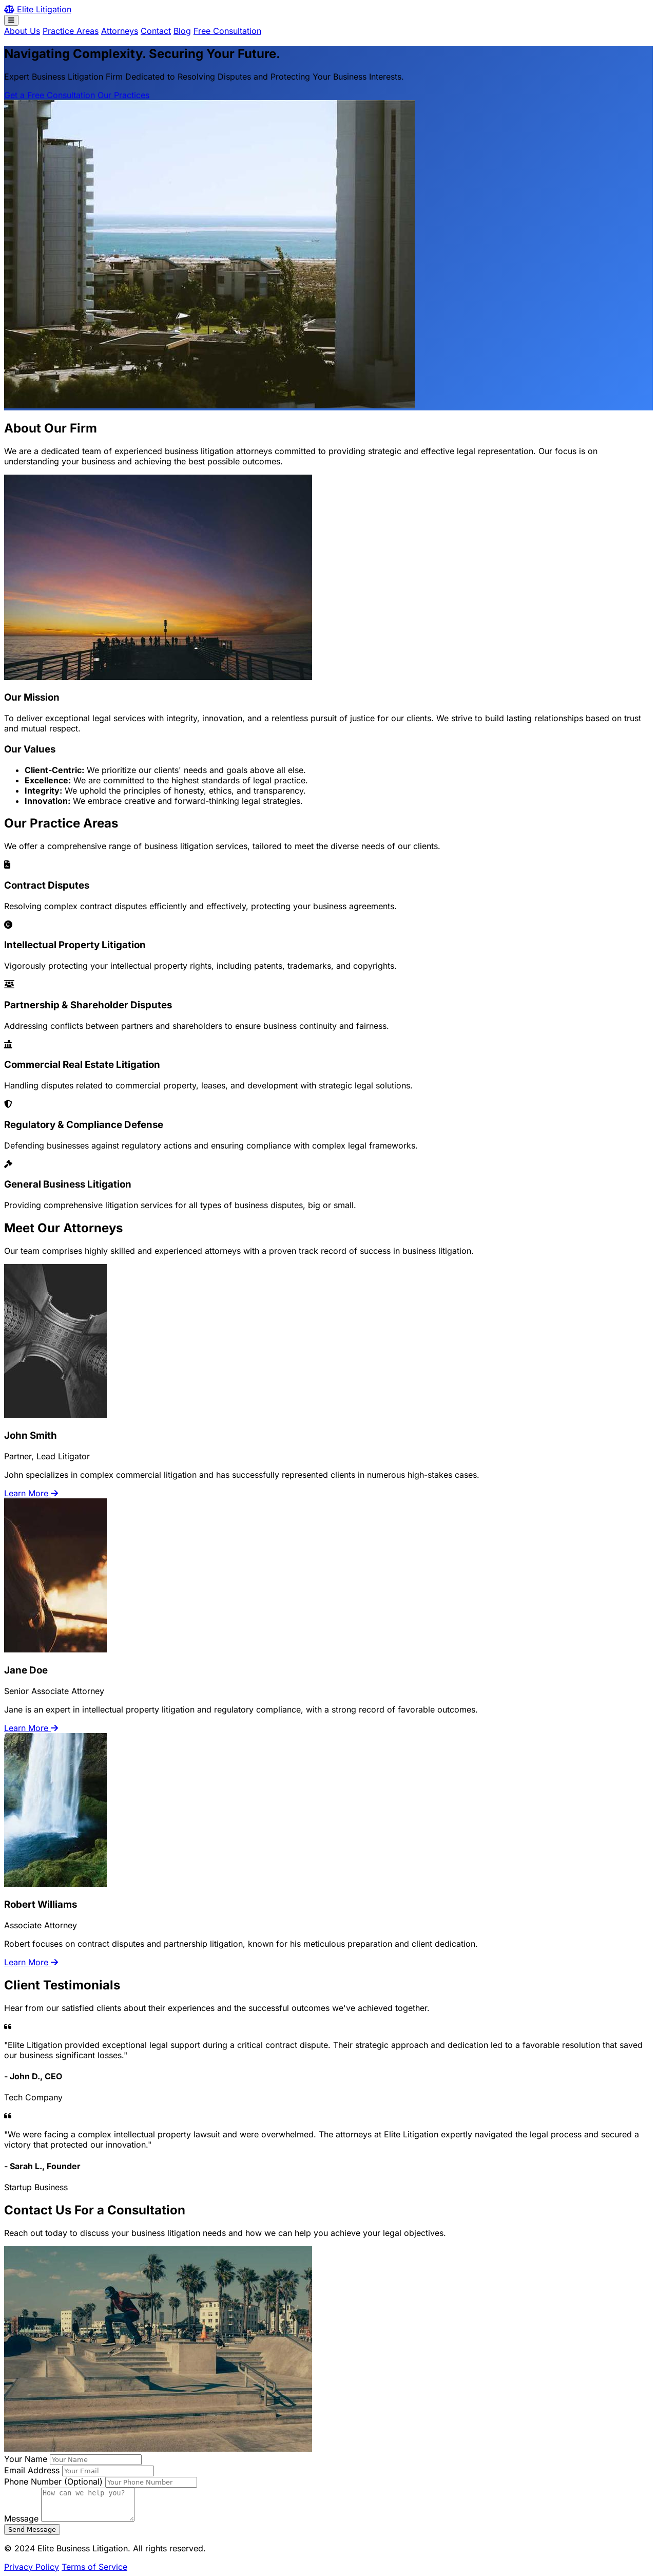 Elite Litigation
About Us Practice Areas Attorneys Contact Blog Free Consultation
Navigating Complexity. Securing Your Future.
Expert Business Litigation Firm Dedicated to Resolving Disputes and Protecting Your Business Interests.
Get a Free Consultation Our Practices
About Our Firm
We are a dedicated team of experienced business litigation attorneys committed to providing strategic and effective legal representation. Our focus is on
understanding your business and achieving the best possible outcomes.
Our Mission
To deliver exceptional legal services with integrity, innovation, and a relentless pursuit of justice for our clients. We strive to build lasting relationships based on trust
and mutual respect.
Our Values
• Client-Centric: We prioritize our clients' needs and goals above all else.
• Excellence: We are committed to the highest standards of legal practice.
• Integrity: We uphold the principles of honesty, ethics, and transparency.
• Innovation: We embrace creative and forward-thinking legal strategies.
Our Practice Areas
We offer a comprehensive range of business litigation services, tailored to meet the diverse needs of our clients.
Contract Disputes
Resolving complex contract disputes efficiently and effectively, protecting your business agreements.
Intellectual Property Litigation
Vigorously protecting your intellectual property rights, including patents, trademarks, and copyrights.
Partnership & Shareholder Disputes
Addressing conflicts between partners and shareholders to ensure business continuity and fairness.
Commercial Real Estate Litigation
Handling disputes related to commercial property, leases, and development with strategic legal solutions.
Regulatory & Compliance Defense
Defending businesses against regulatory actions and ensuring compliance with complex legal frameworks.
General Business Litigation
Providing comprehensive litigation services for all types of business disputes, big or small.
Meet Our Attorneys
Our team comprises highly skilled and experienced attorneys with a proven track record of success in business litigation.
John Smith
Partner, Lead Litigator
John specializes in complex commercial litigation and has successfully represented clients in numerous high-stakes cases.
Learn More
Jane Doe
Senior Associate Attorney
Jane is an expert in intellectual property litigation and regulatory compliance, with a strong record of favorable outcomes.
Learn More
Robert Williams
Associate Attorney
Robert focuses on contract disputes and partnership litigation, known for his meticulous preparation and client dedication.
Learn More
Client Testimonials
Hear from our satisfied clients about their experiences and the successful outcomes we've achieved together.
"Elite Litigation provided exceptional legal support during a critical contract dispute. Their strategic approach and dedication led to a favorable resolution that saved
our business significant losses."
- John D., CEO
Tech Company
"We were facing a complex intellectual property lawsuit and were overwhelmed. The attorneys at Elite Litigation expertly navigated the legal process and secured a
victory that protected our innovation."
- Sarah L., Founder
Startup Business
Contact Us For a Consultation
Reach out today to discuss your business litigation needs and how we can help you achieve your legal objectives.
Your Name Your Name
Email Address Your Email
Phone Number (Optional) Your Phone Number
How can we help you?
Message
Send Message
© 2024 Elite Business Litigation. All rights reserved.
Privacy Policy Terms of Service